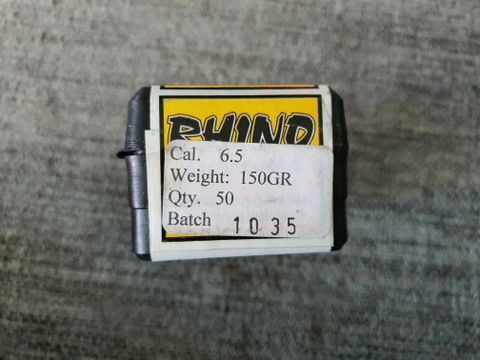 RHINO
Cal. 6.5
Weight: 150GR
Qty. 50
Batch 1035